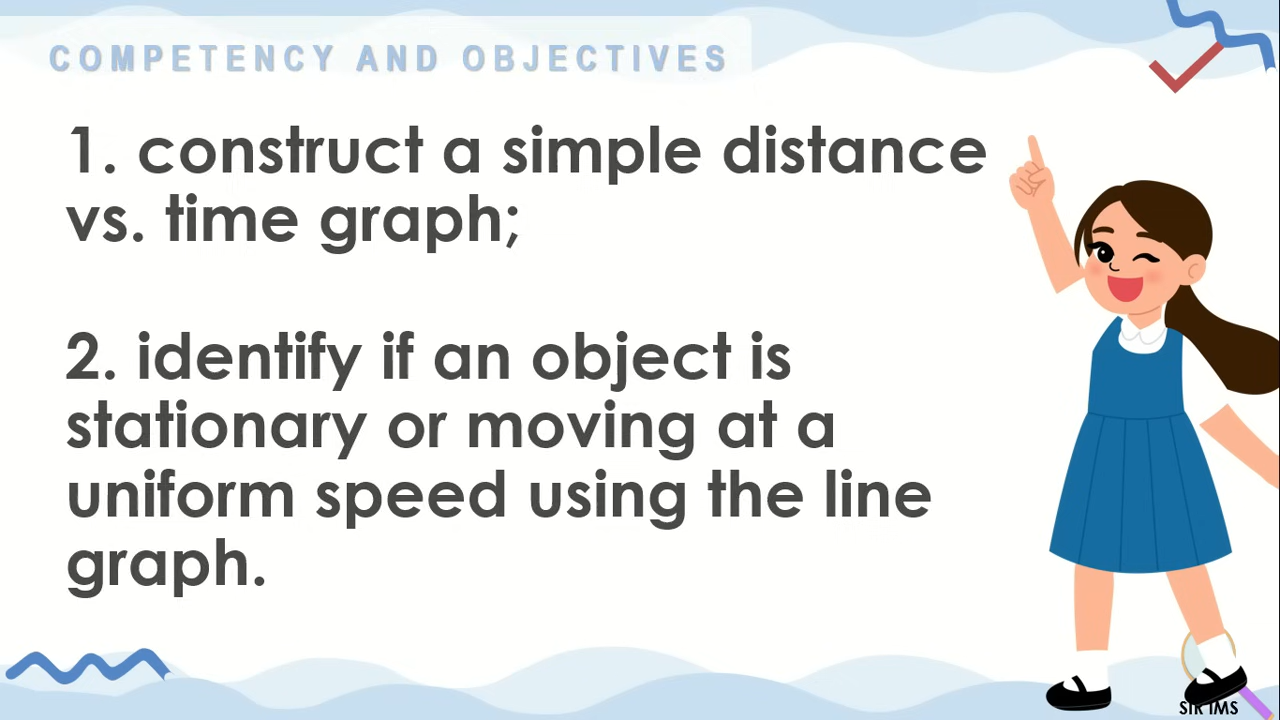 COMPETENCY AND OBJECTIVES
1. construct a simple distance
vs. time graph;
2. identify if an object is
stationary or moving at a
uniform speed using the line
graph.
SIR IMS